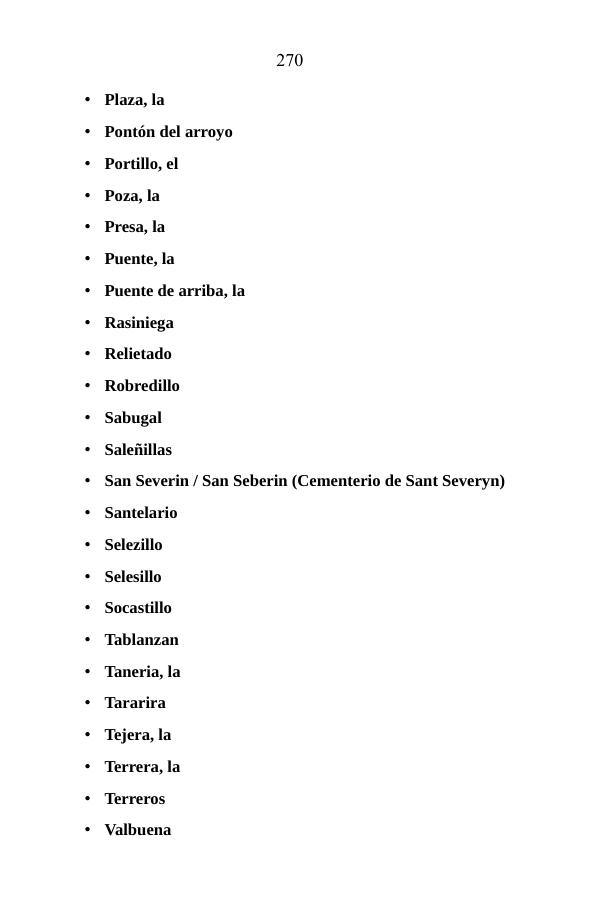 270
• Plaza, la
• Pontón del arroyo
• Portillo, el
• Poza, la
• Presa, la
• Puente, la
• Puente de arriba, la
• Rasiniega
• Relietado
• Robredillo
• Sabugal
• Saleñillas
• San Severin / San Seberin (Cementerio de Sant Severyn)
• Santelario
• Selezillo
• Selesillo
• Socastillo
• Tablanzan
• Taneria, la
• Tararira
• Tejera, la
• Terrera, la
• Terreros
• Valbuena